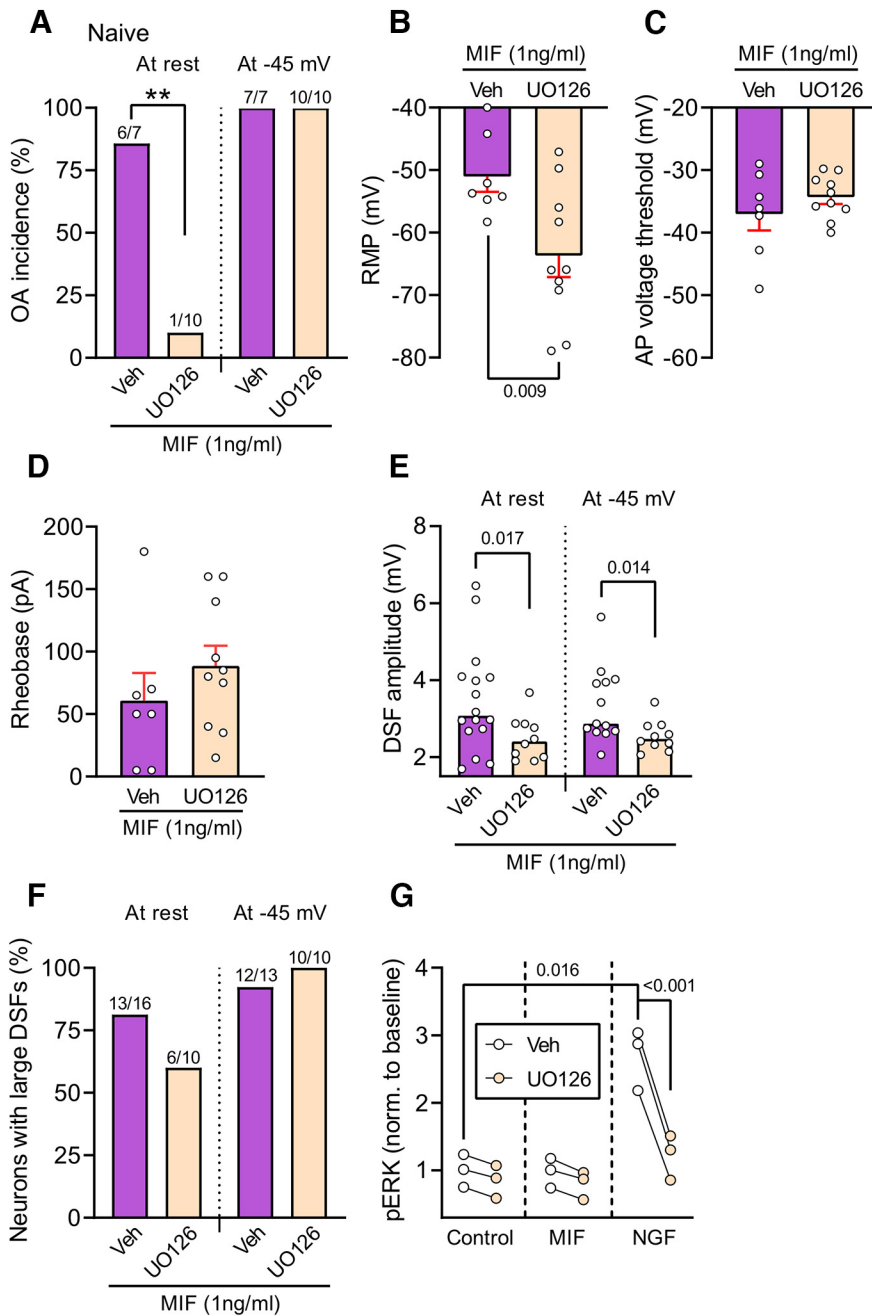 A
Naive
At rest
At -45 mV
**
6/7
1/10
7/7
10/10
OA incidence (%)
100
75
50
25
0
Veh
UO126
Veh
UO126
MIF (1ng/ml)
B
MIF (1ng/ml)
Veh
UO126
RMP (mV)
-40
-50
-60
-70
-80
0.009
C
MIF (1ng/ml)
Veh
UO126
AP voltage threshold (mV)
-20
-30
-40
-50
-60
D
Rheobase (pA)
200
150
100
50
0
Veh
UO126
MIF (1ng/ml)
E
At rest
At -45 mV
0.017
0.014
DSF amplitude (mV)
8
6
4
2
Veh
UO126
Veh
UO126
MIF (1ng/ml)
F
At rest
At -45 mV
13/16
6/10
12/13
10/10
Neurons with large DSFs (%)
100
75
50
25
0
Veh
UO126
Veh
UO126
MIF (1ng/ml)
G
0.016
<0.001
pERK (norm. to baseline)
4
3
2
1
Veh
UO126
Control
MIF
NGF